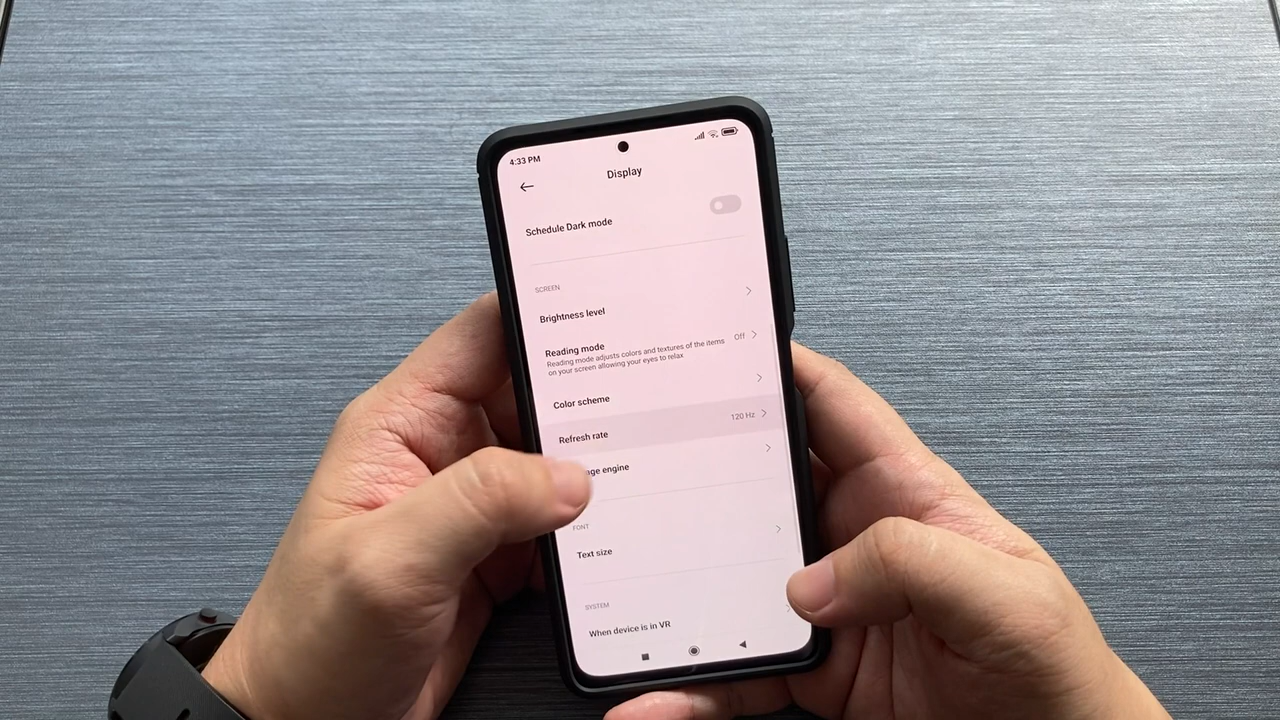 4:33 PM
Display
Schedule Dark mode
SCREEN
Brightness level
Reading mode
Off
Reading mode adjusts colors and textures of the items
on your screen allowing your eyes to relax
Color scheme
Refresh rate
120 Hz
engine
FONT
Text size
SYSTEM
When device is in VR